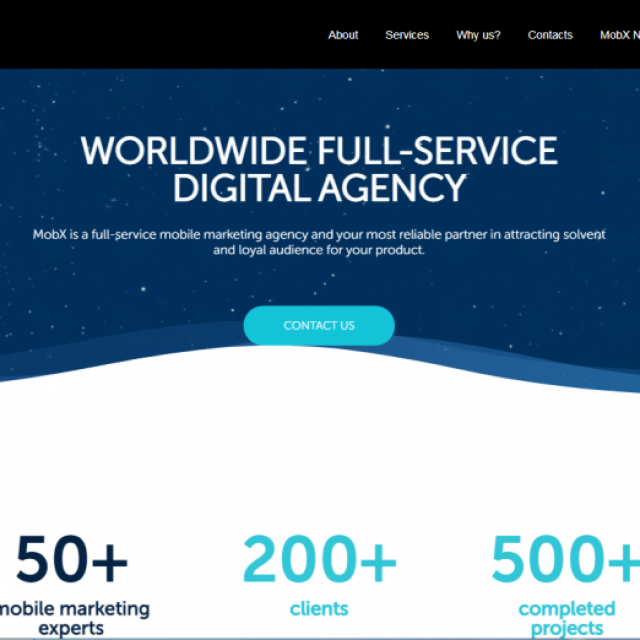 About Services Why us? Contacts MobX N
WORLDWIDE FULL-SERVICE
DIGITAL AGENCY
MobX is a full-service mobile marketing agency and your most reliable partner in attracting solvent
and loyal audience for your product.
CONTACT US
50+ 200+ 500+
mobile marketing clients completed
experts projects